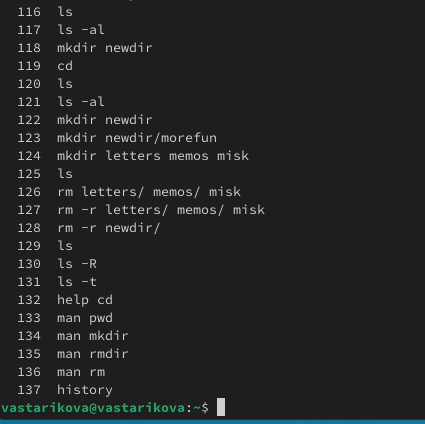 116 ls
117 ls -al
118 mkdir newdir
119 cd
120 ls
121 ls -al
122 mkdir newdir
123 mkdir newdir/morefun
124 mkdir letters memos misk
125 ls
126 rm letters/ memos/ misk
127 rm -r letters/ memos/ misk
128 rm -r newdir/
129 ls
130 ls -R
131 ls -t
132 help cd
133 man pwd
134 man mkdir
135 man rmdir
136 man rm
137 history
vastarikova@vastarikova:~$